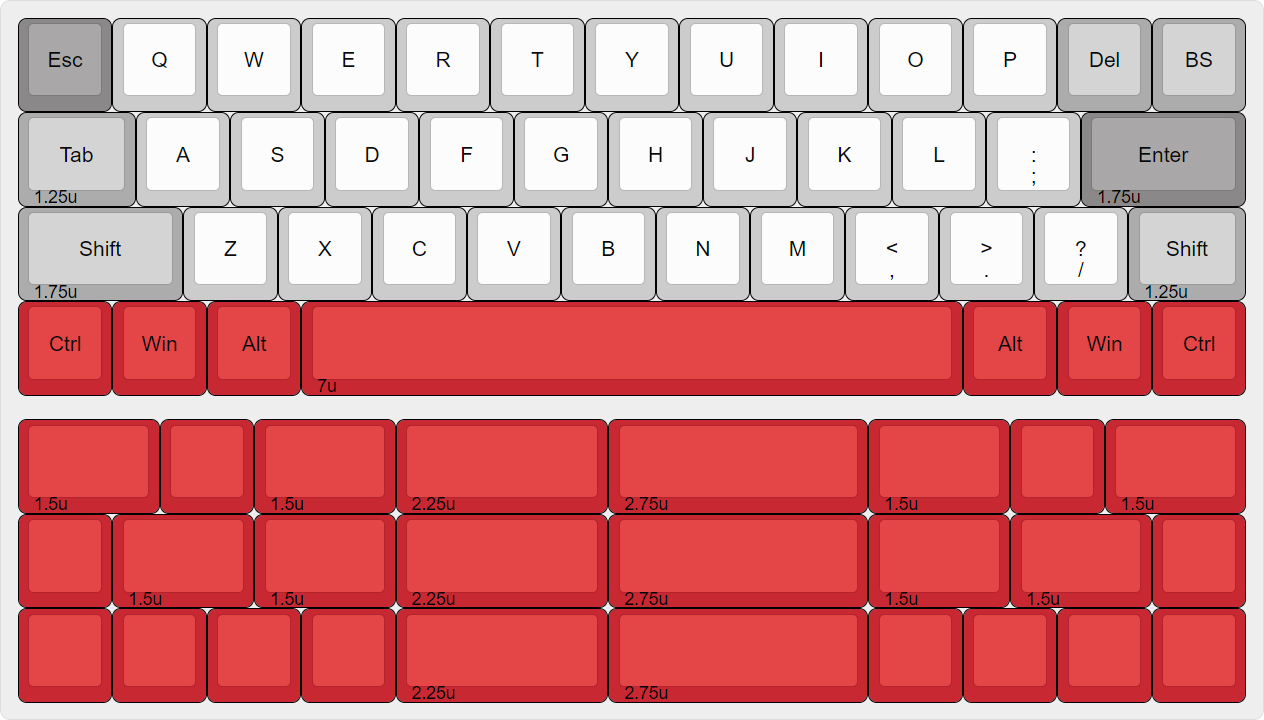 Esc Q W E R T Y U I O P Del BS
Tab A S D F G H J K L :
; Enter
1.25u 1.75u
Shift Z X C V B N M < > ? Shift
, . /
1.75u 1.25u
Ctrl Win Alt Alt Win Ctrl
7u
1.5u 1.5u 2.25u 2.75u 1.5u 1.5u
1.5u 1.5u 2.25u 2.75u 1.5u 1.5u
2.25u 2.75u